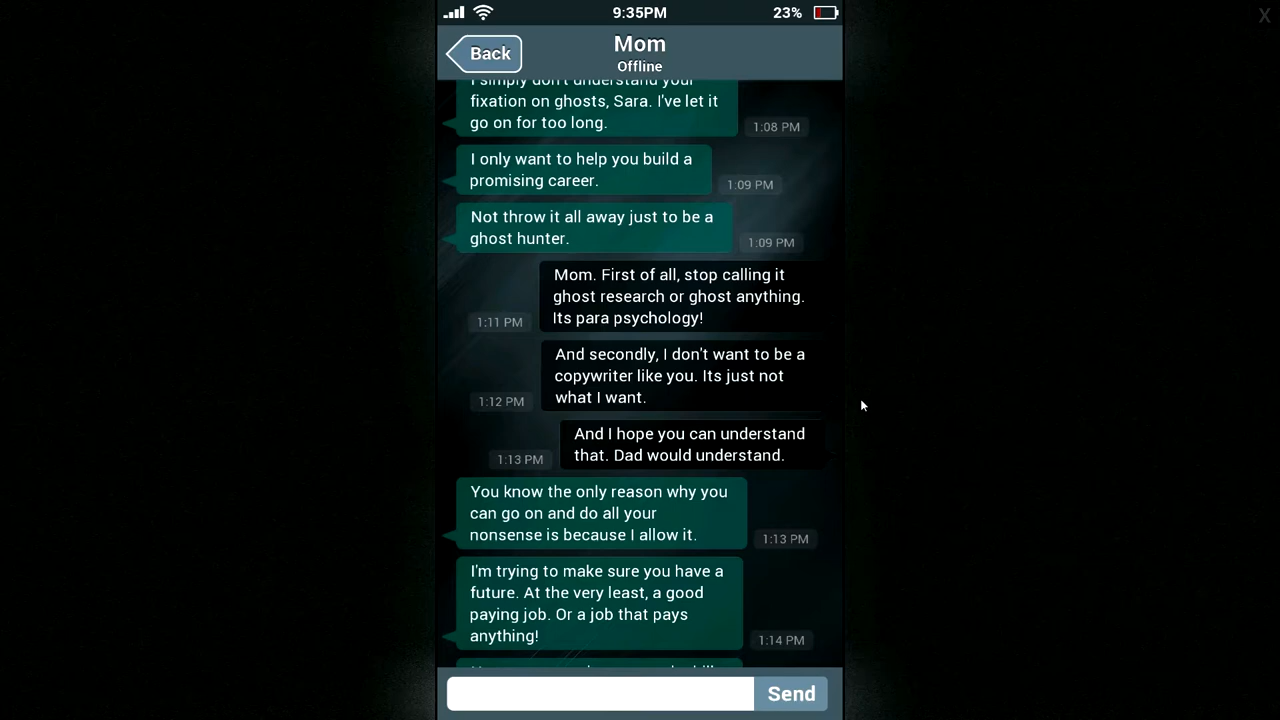 9:35PM
23%
X
Back
Mom
Offline
I simply don't understand your
fixation on ghosts, Sara. I've let it
go on for too long.
1:08 PM
I only want to help you build a
promising career.
1:09 PM
Not throw it all away just to be a
ghost hunter.
1:09 PM
Mom. First of all, stop calling it
ghost research or ghost anything.
Its para psychology!
1:11 PM
And secondly, I don't want to be a
copywriter like you. Its just not
what I want.
1:12 PM
And I hope you can understand
that. Dad would understand.
1:13 PM
You know the only reason why you
can go on and do all your
nonsense is because I allow it.
1:13 PM
I'm trying to make sure you have a
future. At the very least, a good
paying job. Or a job that pays
anything!
1:14 PM
Send